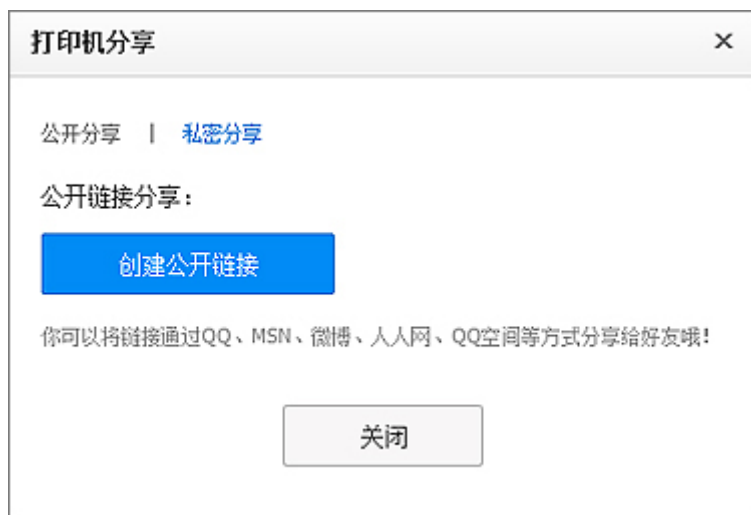 打印机分享 ×
公开分享 | 私密分享
公开链接分享：
创建公开链接
你可以将链接通过QQ、MSN、微博、人人网、QQ空间等方式分享给好友哦！
关闭